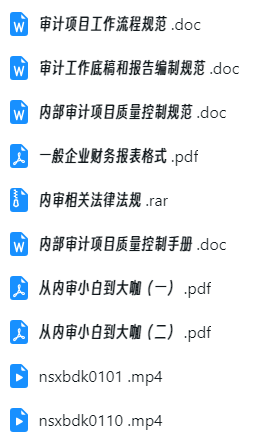 审计项目工作流程规范 .doc
审计工作底稿和报告编制规范 .doc
内部审计项目质量控制规范 .doc
一般企业财务报表格式 .pdf
内审相关法律法规 .rar
内部审计项目质量控制手册 .doc
从内审小白到大咖（一） .pdf
从内审小白到大咖（二） .pdf
nsxbdk0101 .mp4
nsxbdk0110 .mp4